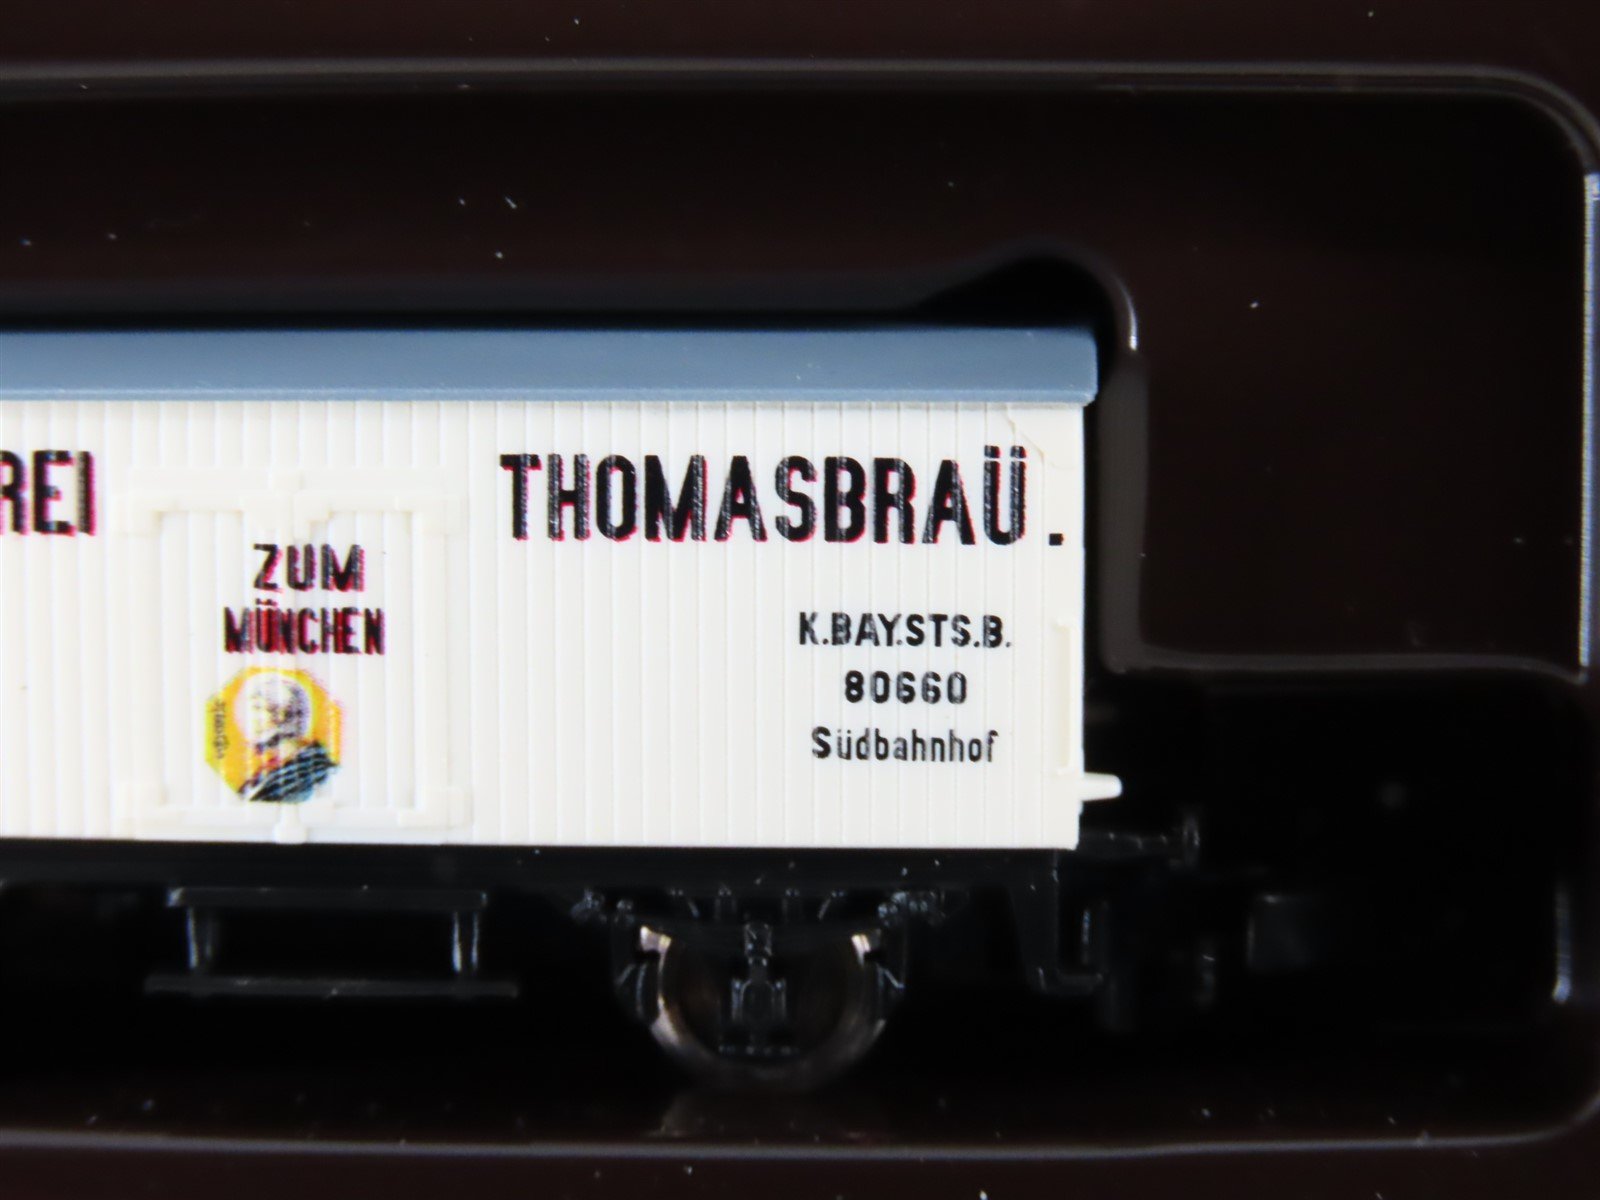 REI THOMASBRAÜ.
ZUM
MÜNCHEN
K.BAY.STS.B.
80660
Südbahnhof